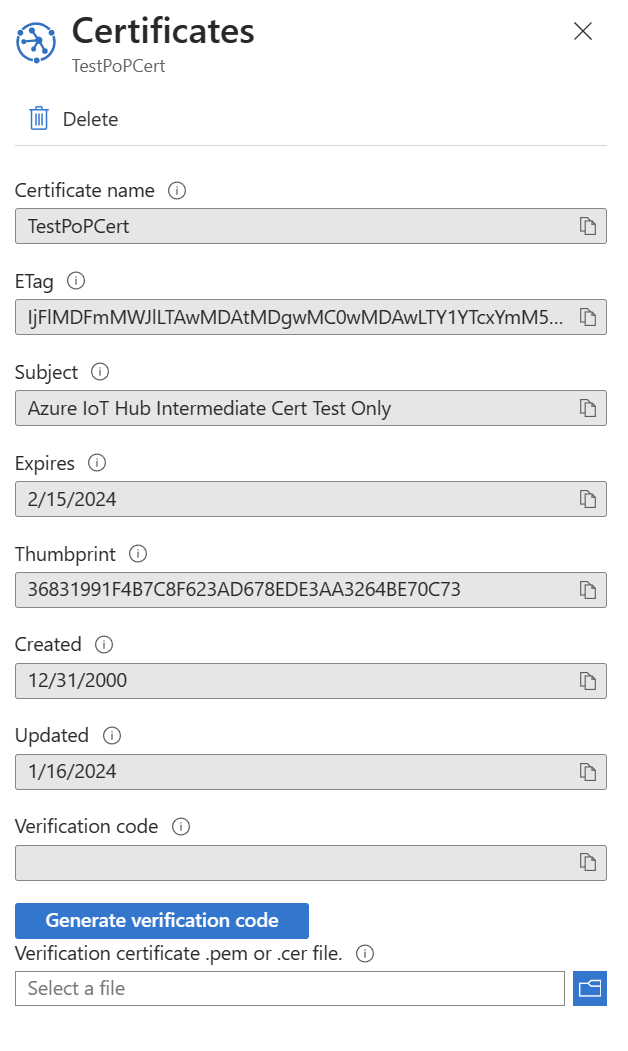 Certificates
TestPoPCert
Delete
Certificate name
TestPoPCert
ETag
IjFlMDFmMWJlLTAwMDAtMDgwMC0wMDAwLTY1YTcxYmM5...
Subject
Azure IoT Hub Intermediate Cert Test Only
Expires
2/15/2024
Thumbprint
36831991F4B7C8F623AD678EDE3AA3264BE70C73
Created
12/31/2000
Updated
1/16/2024
Verification code
Generate verification code
Verification certificate .pem or .cer file.
Select a file